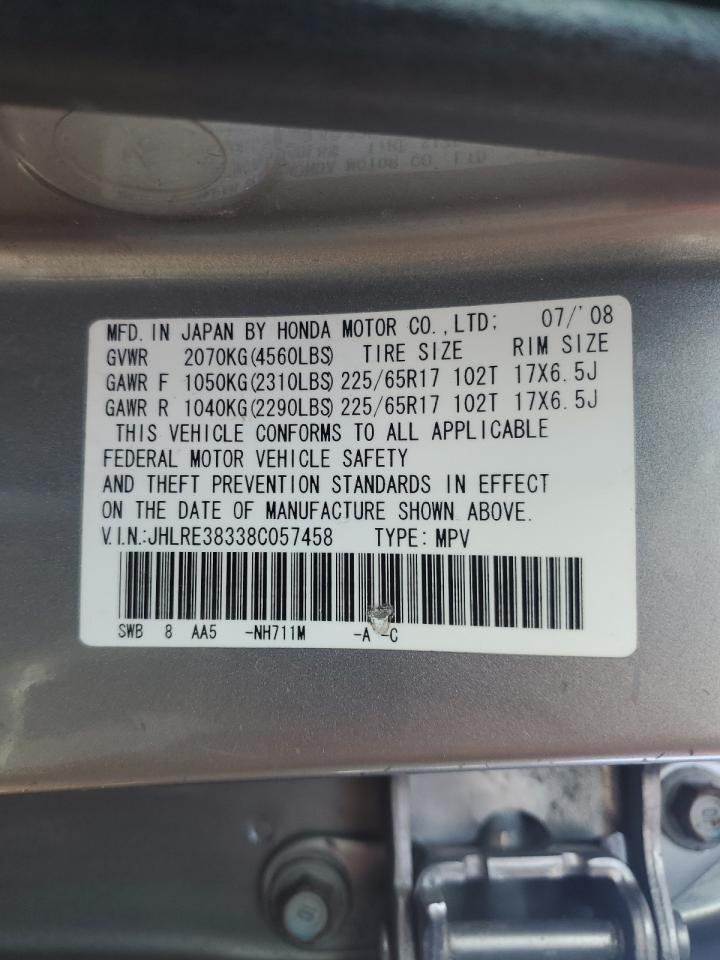 MFD. IN JAPAN BY HONDA MOTOR CO.,LTD; 07/'08
GVWR 2070KG(4560LBS) TIRE SIZE RIM SIZE
GAWR F 1050KG(2310LBS) 225/65R17 102T 17X6.5J
GAWR R 1040KG(2290LBS) 225/65R17 102T 17X6.5J
THIS VEHICLE CONFORMS TO ALL APPLICABLE
FEDERAL MOTOR VEHICLE SAFETY
AND THEFT PREVENTION STANDARDS IN EFFECT
ON THE DATE OF MANUFACTURE SHOWN ABOVE.
V.I.N.:JHLRE38338C057458 TYPE: MPV
SWB 8 AA5 -NH711M -A -C